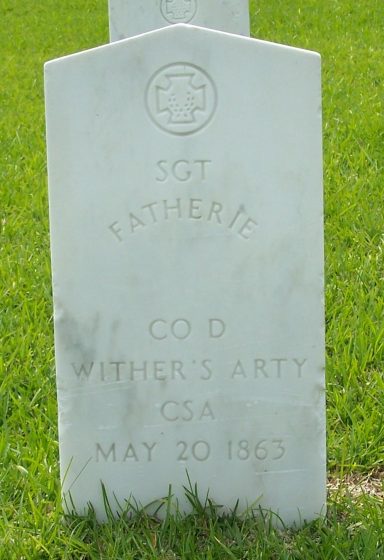 SGT
FATHERIE
CO D
WITHER'S ARTY
CSA
MAY 20 1863